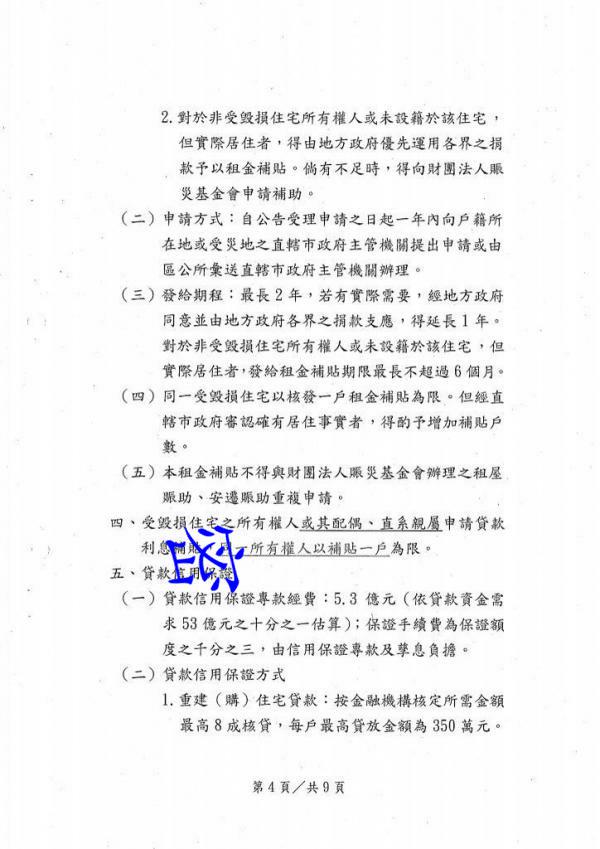 2.對於非受毀損住宅所有權人或未設籍於該住宅，
但實際居住者，得由地方政府優先運用各界之捐
款予以租金補貼。倘有不足時，得向財團法人賑
災基金會申請補助。
（二）申請方式：自公告受理申請之日起一年內向戶籍所
在地或受災地之直轄市政府主管機關提出申請或由
區公所彙送直轄市政府主管機關辦理。
（三）發給期程：最長2年，若有實際需要，經地方政府
同意並由地方政府各界之捐款支應，得延長1年。
對於非受毀損住宅所有權人或未設籍於該住宅，但
實際居住者，發給租金補貼期限最長不超過6個月。
（四）同一受毀損住宅以核發一戶租金補貼為限。但經直
轄市政府審認確有居住事實者，得酌予增加補貼戶
數。
（五）本租金補貼不得與財團法人賑災基金會辦理之租屋
賑助、安遷賑助重複申請。
四、受毀損住宅之所有權人或其配偶、直系親屬申請貸款
利息補貼，同一所有權人以補貼一戶為限。
五、貸款信用保證
（一）貸款信用保證專款經費：5.3億元（依貸款資金需
求53億元之十分之一估算）；保證手續費為保證額
度之千分之三，由信用保證專款及孳息負擔。
（二）貸款信用保證方式
1.重建（購）住宅貸款：按金融機構核定所需金額
最高8成核貸，每戶最高貸放金額為350萬元。
第4頁／共9頁